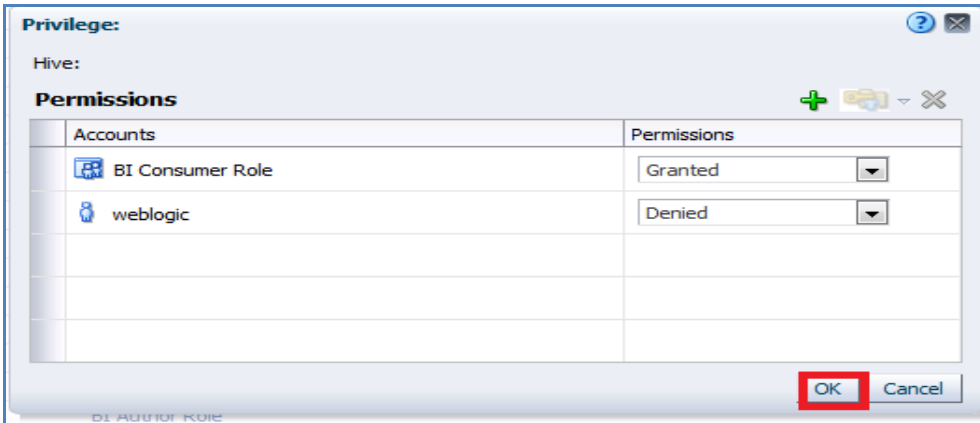 Privilege:
Hive:
Permissions
Accounts Permissions
BI Consumer Role Granted
weblogic Denied
OK Cancel
BI Author Role